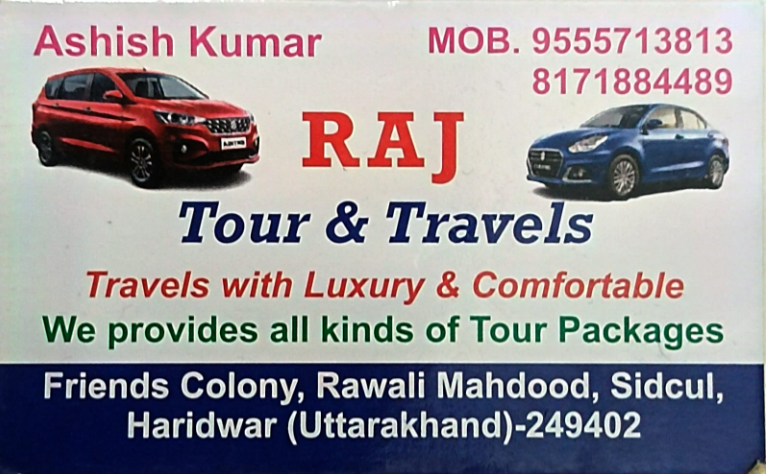 Ashish Kumar
MOB. 9555713813
8171884489
RAJ
Tour & Travels
Travels with Luxury & Comfortable
We provides all kinds of Tour Packages
Friends Colony, Rawali Mahdood, Sidcul,
Haridwar (Uttarakhand)-249402